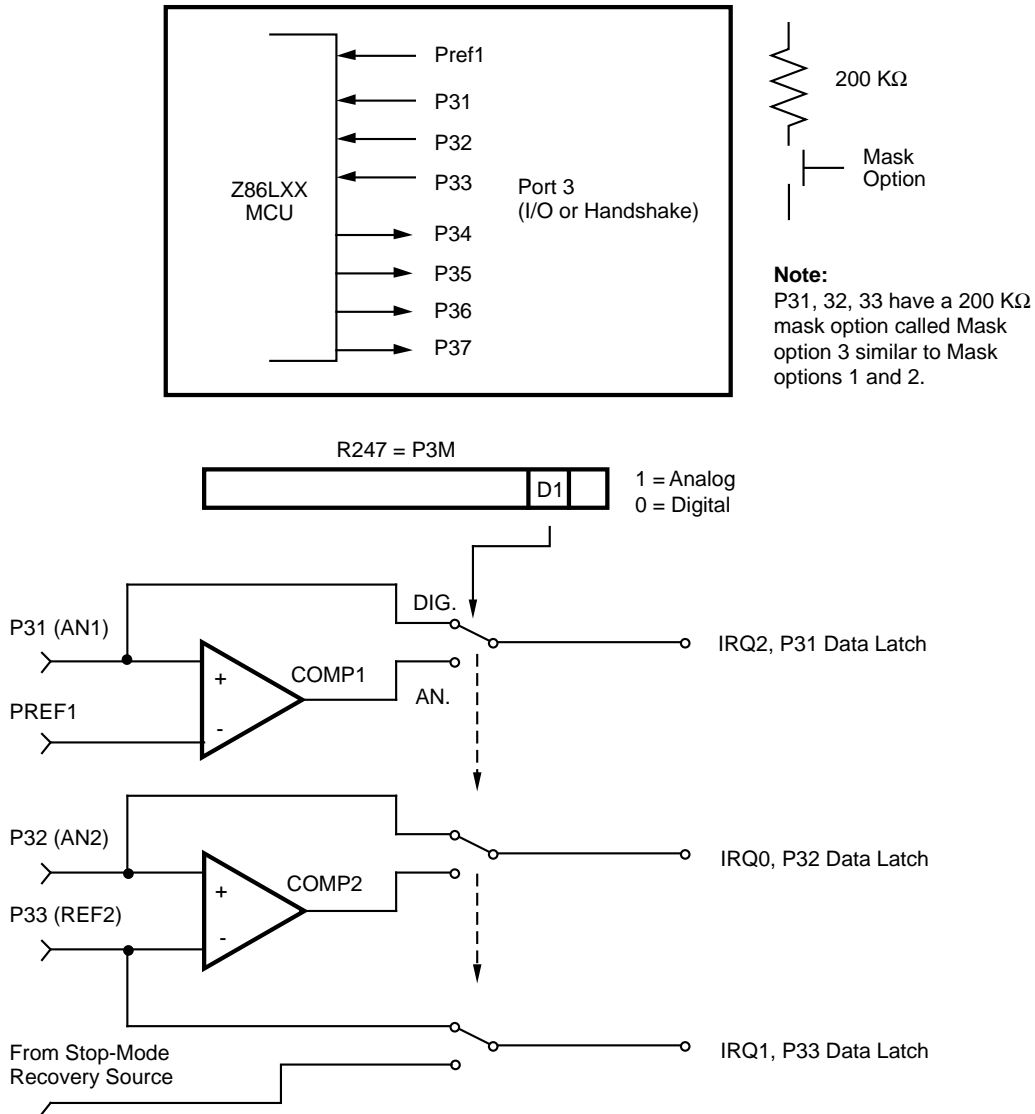 Pref1
P31
P32
P33
P34
P35
P36
P37
Z86LXX
MCU
Port 3
(I/O or Handshake)
200 KΩ
Mask
Option
Note:
P31, 32, 33 have a 200 KΩ
mask option called Mask
option 3 similar to Mask
options 1 and 2.
R247 = P3M
D1
1 = Analog
0 = Digital
DIG.
P31 (AN1)
IRQ2, P31 Data Latch
+
COMP1
AN.
PREF1
-
P32 (AN2)
IRQ0, P32 Data Latch
+
COMP2
P33 (REF2)
-
From Stop-Mode
Recovery Source
IRQ1, P33 Data Latch